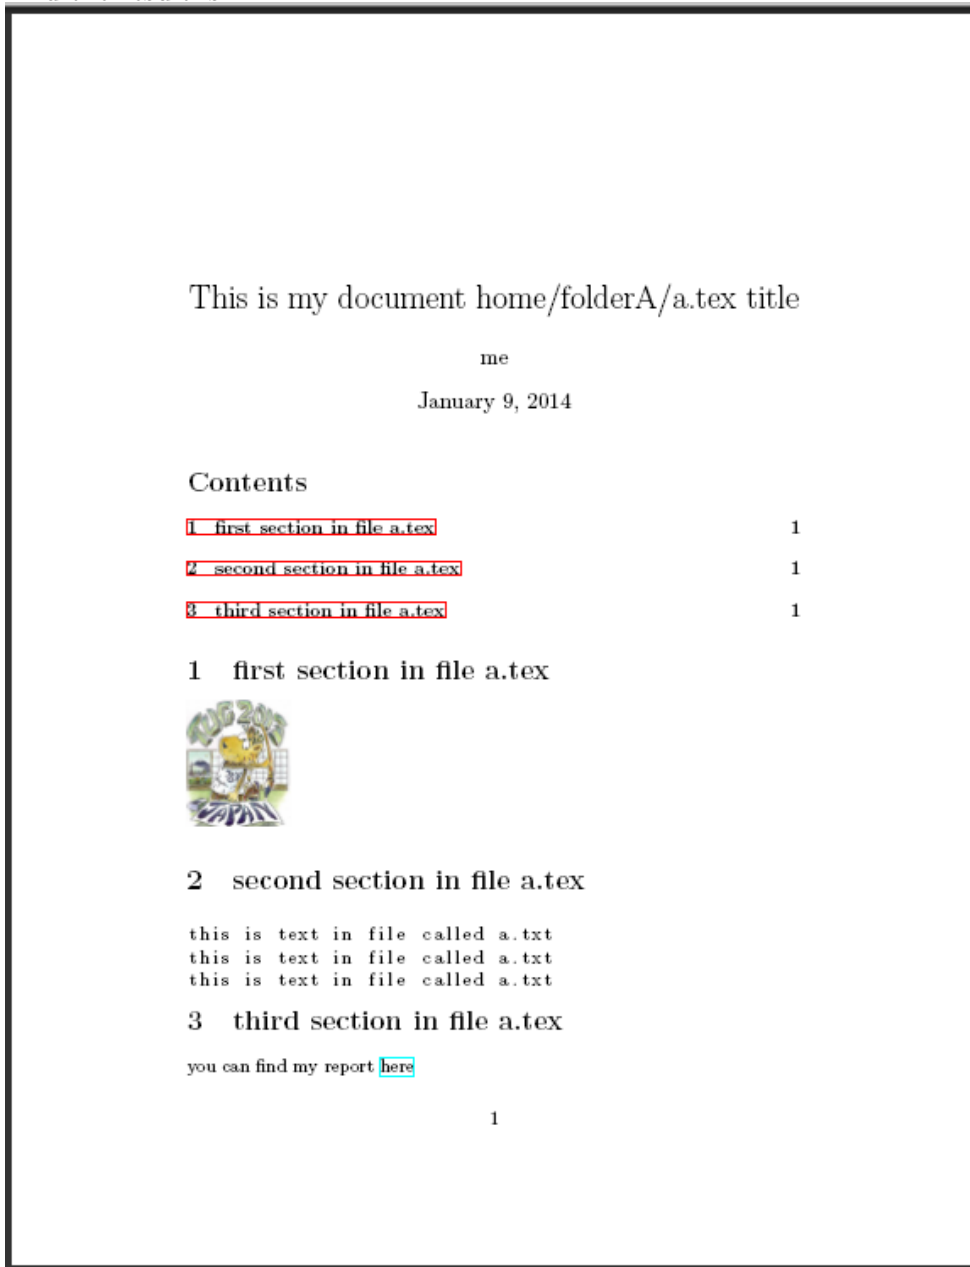 This is my document home/folderA/a.tex title
me
January 9, 2014
Contents
1 first section in file a.tex 1
2 second section in file a.tex 1
3 third section in file a.tex 1
1 first section in file a.tex
TUG 2013
JAPAN
2 second section in file a.tex
this is text in file called a.txt
this is text in file called a.txt
this is text in file called a.txt
3 third section in file a.tex
you can find my report here
1